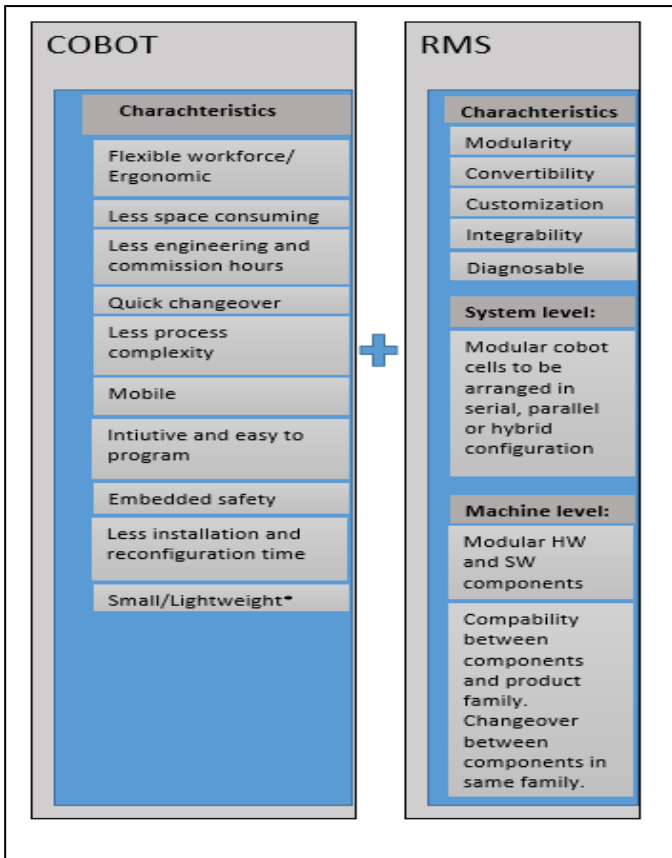 COBOT
Charachteristics
Flexible workforce/
Ergonomic
Less space consuming
Less engineering and
commission hours
Quick changeover
Less process
complexity
Mobile
Intiutive and easy to
program
Embedded safety
Less installation and
reconfiguration time
Small/Lightweight*
RMS
Charachteristics
Modularity
Convertibility
Customization
Integrability
Diagnosable
System level:
Modular cobot
cells to be
arranged in
serial, parallel
or hybrid
configuration
Machine level:
Modular HW
and SW
components
Compability
between
components
and product
family.
Changeover
between
components in
same family.